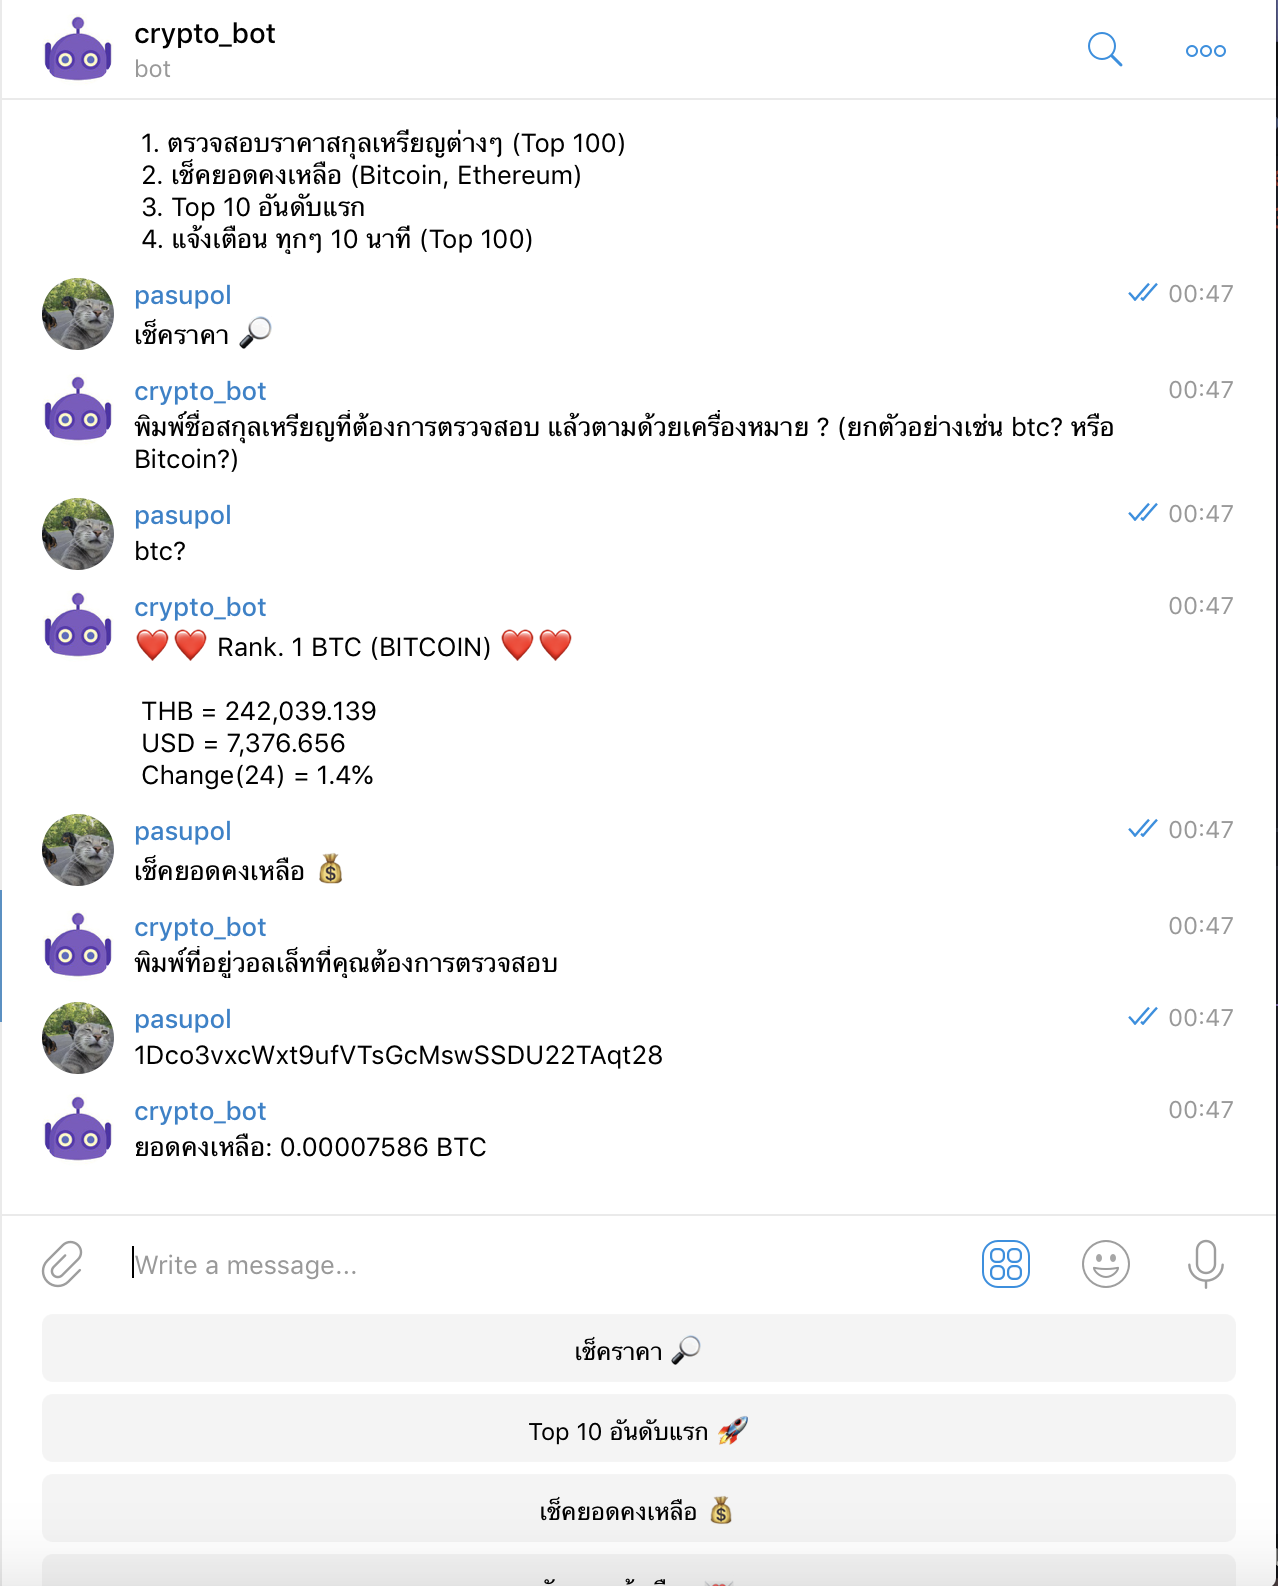 crypto_bot
bot
1. ตรวจสอบราคาสกุลเหรียญต่างๆ (Top 100)
2. เช็คยอดคงเหลือ (Bitcoin, Ethereum)
3. Top 10 อันดับแรก
4. แจ้งเตือน ทุกๆ 10 นาที (Top 100)
pasupol 00:47
เช็คราคา 🔎
crypto_bot 00:47
พิมพ์ชื่อสกุลเหรียญที่ต้องการตรวจสอบ แล้วตามด้วยเครื่องหมาย ? (ยกตัวอย่างเช่น btc? หรือ
Bitcoin?)
pasupol 00:47
btc?
crypto_bot 00:47
❤️❤️ Rank. 1 BTC (BITCOIN) ❤️❤️
THB = 242,039.139
USD = 7,376.656
Change(24) = 1.4%
pasupol 00:47
เช็คยอดคงเหลือ 💰
crypto_bot 00:47
พิมพ์ที่อยู่วอลเล็ทที่คุณต้องการตรวจสอบ
pasupol 00:47
1Dco3vxcWxt9ufVTsGcMswSSDU22TAqt28
crypto_bot 00:47
ยอดคงเหลือ: 0.00007586 BTC
Write a message...
เช็คราคา 🔎
Top 10 อันดับแรก 🚀
เช็คยอดคงเหลือ 💰